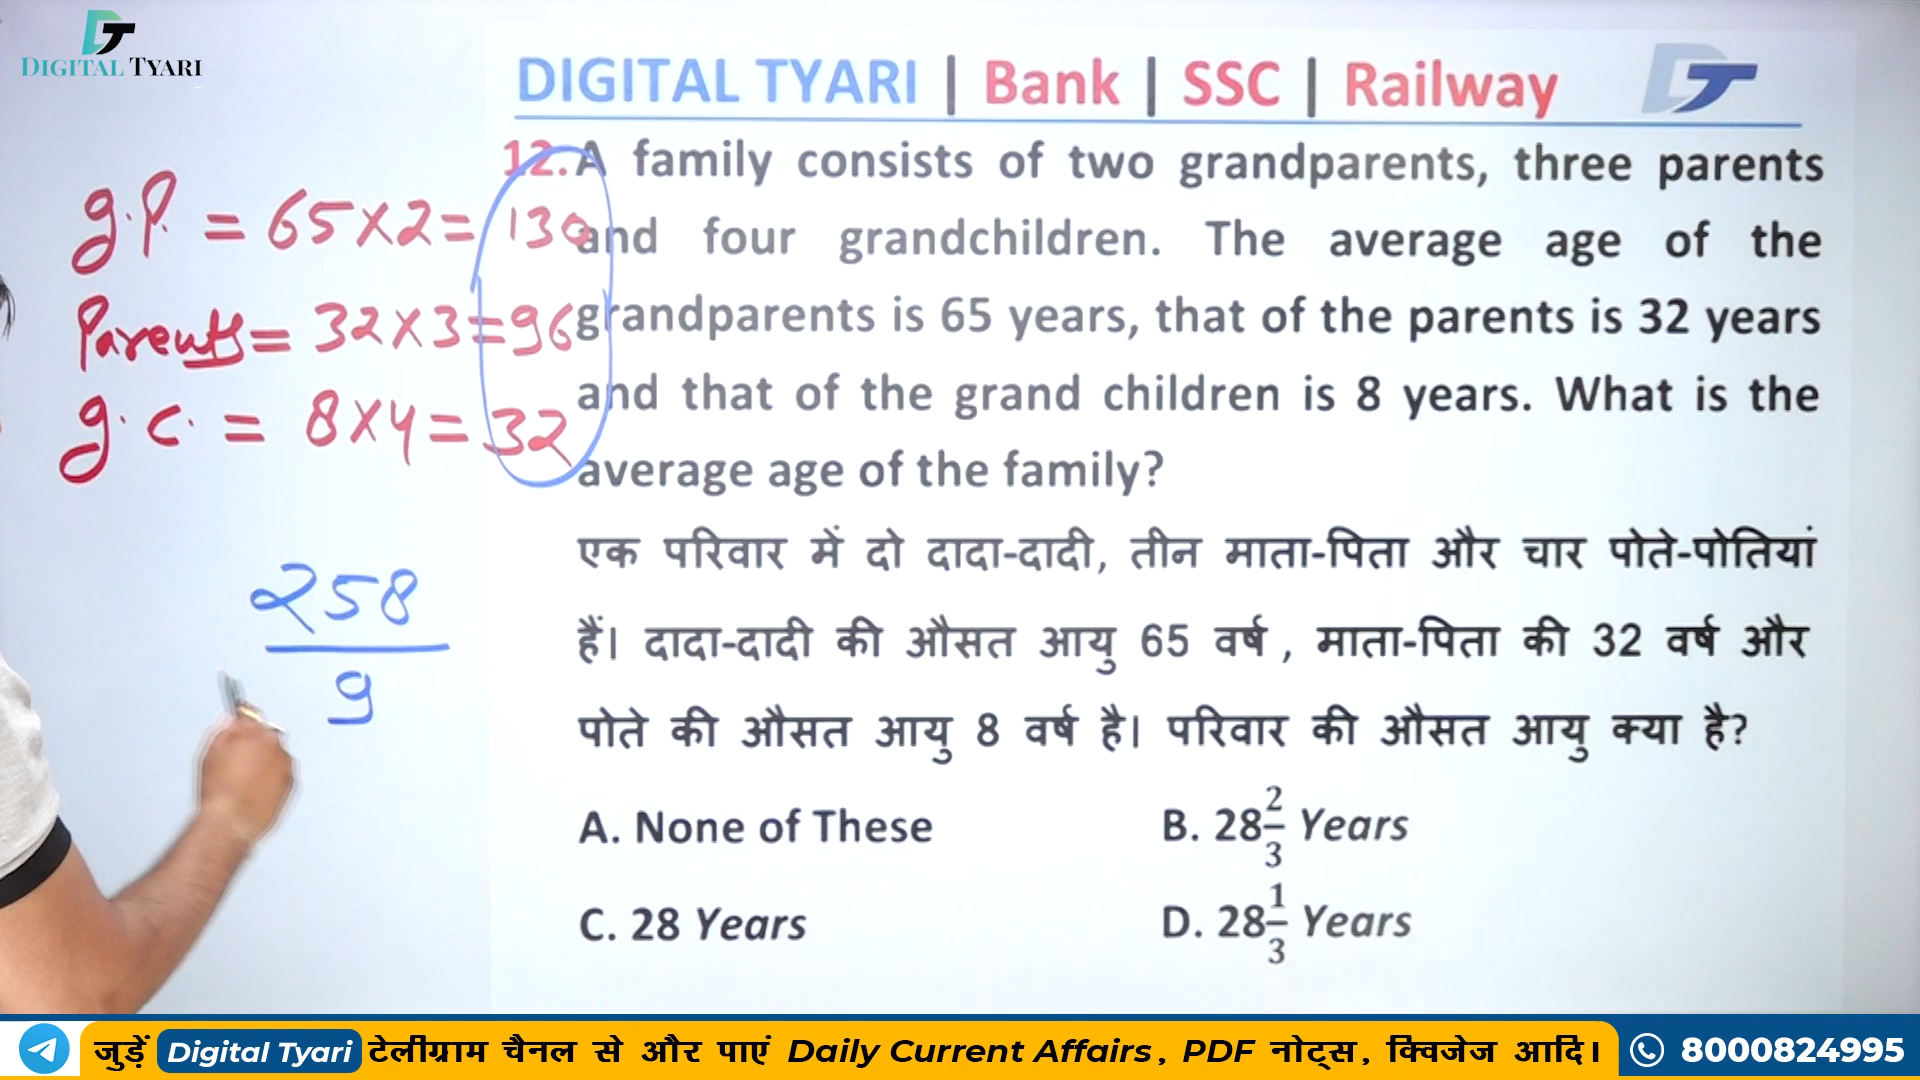 DIGITAL TYARI
DIGITAL TYARI | Bank | SSC | Railway
12. A family consists of two grandparents, three parents
and four grandchildren. The average age of the
grandparents is 65 years, that of the parents is 32 years
and that of the grand children is 8 years. What is the
average age of the family?
एक परिवार में दो दादा-दादी, तीन माता-पिता और चार पोते-पोतियां
हैं। दादा-दादी की औसत आयु 65 वर्ष , माता-पिता की 32 वर्ष और
पोते की औसत आयु 8 वर्ष है। परिवार की औसत आयु क्या है?
A. None of These
B. 28 2/3 Years
C. 28 Years
D. 28 1/3 Years
g.P. = 65×2= 130
Parents= 32×3=96
g.c. = 8×4=32
258
9
जुड़ें Digital Tyari टेलीग्राम चैनल से और पाएं Daily Current Affairs, PDF नोट्स, क्विजेज आदि। 8000824995